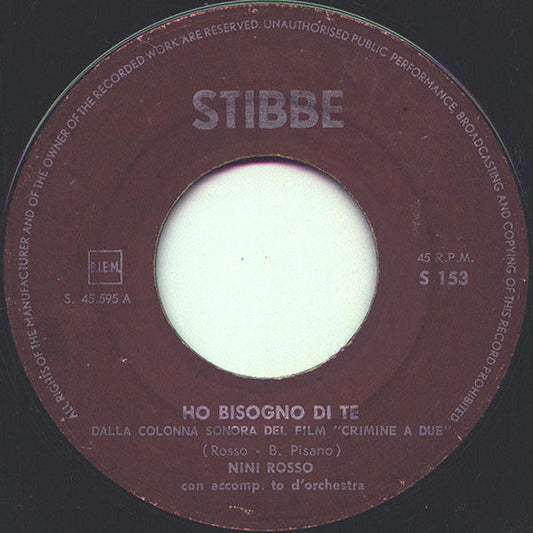 ALL RIGHTS OF THE MANUFACTURER AND OF THE OWNER OF THE RECORDED WORK ARE RESERVED. UNAUTHORISED PUBLIC PERFORMANCE, BROADCASTING AND COPYING OF THIS RECORD PROHIBITED
STIBBE
B.I.E.M.
S. 45.595 A
45 R.P.M.
S 153
HO BISOGNO DI TE
DALLA COLONNA SONORA DEL FILM "CRIMINE A DUE"
(Rosso - B. Pisano)
NINI ROSSO
con accomp. to d'orchestra